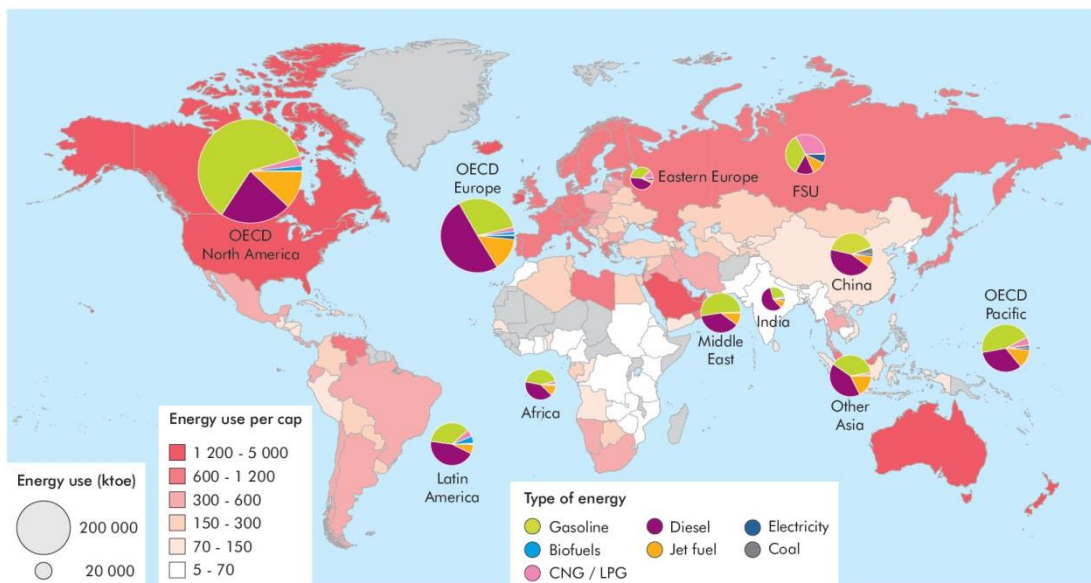 OECD
North America
OECD
Europe
Eastern Europe
FSU
China
India
Middle
East
OECD
Pacific
Other
Asia
Africa
Latin
America
Energy use per cap
1 200 - 5 000
600 - 1 200
300 - 600
150 - 300
70 - 150
5 - 70
Energy use (ktoe)
200 000
20 000
Type of energy
Gasoline
Diesel
Electricity
Biofuels
Jet fuel
Coal
CNG / LPG